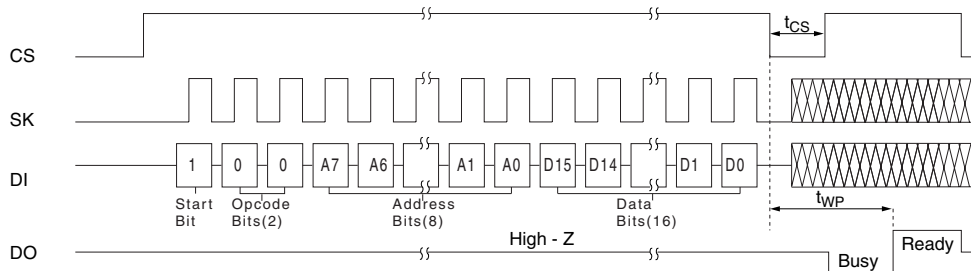 CS
tCS
SK
DI
1 0 0 A7 A6 A1 A0 D15 D14 D1 D0
Start Bit
Opcode Bits(2)
Address Bits(8)
Data Bits(16)
tWP
DO
High - Z
Busy
Ready